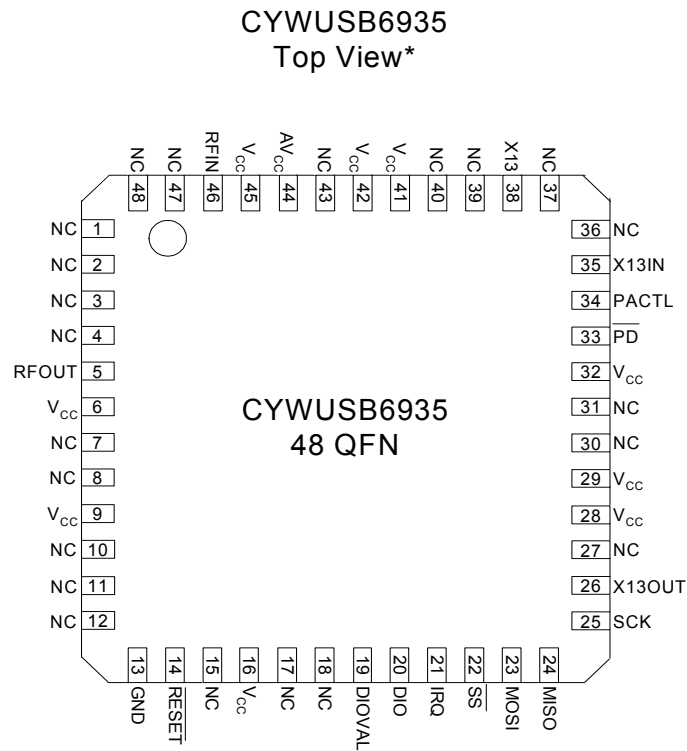 CYWUSB6935
Top View*
NC 48
NC 47
RFIN 46
VCC 45
AVCC 44
NC 43
VCC 42
VCC 41
NC 40
NC 39
X13 38
NC 37
NC 1
NC 2
NC 3
NC 4
RFOUT 5
VCC 6
NC 7
NC 8
VCC 9
NC 10
NC 11
NC 12
CYWUSB6935
48 QFN
36 NC
35 X13IN
34 PACTL
33 PD
32 VCC
31 NC
30 NC
29 VCC
28 VCC
27 NC
26 X13OUT
25 SCK
13 GND
14 RESET
15 NC
16 VCC
17 NC
18 NC
19 DIOVAL
20 DIO
21 IRQ
22 SS
23 MOSI
24 MISO